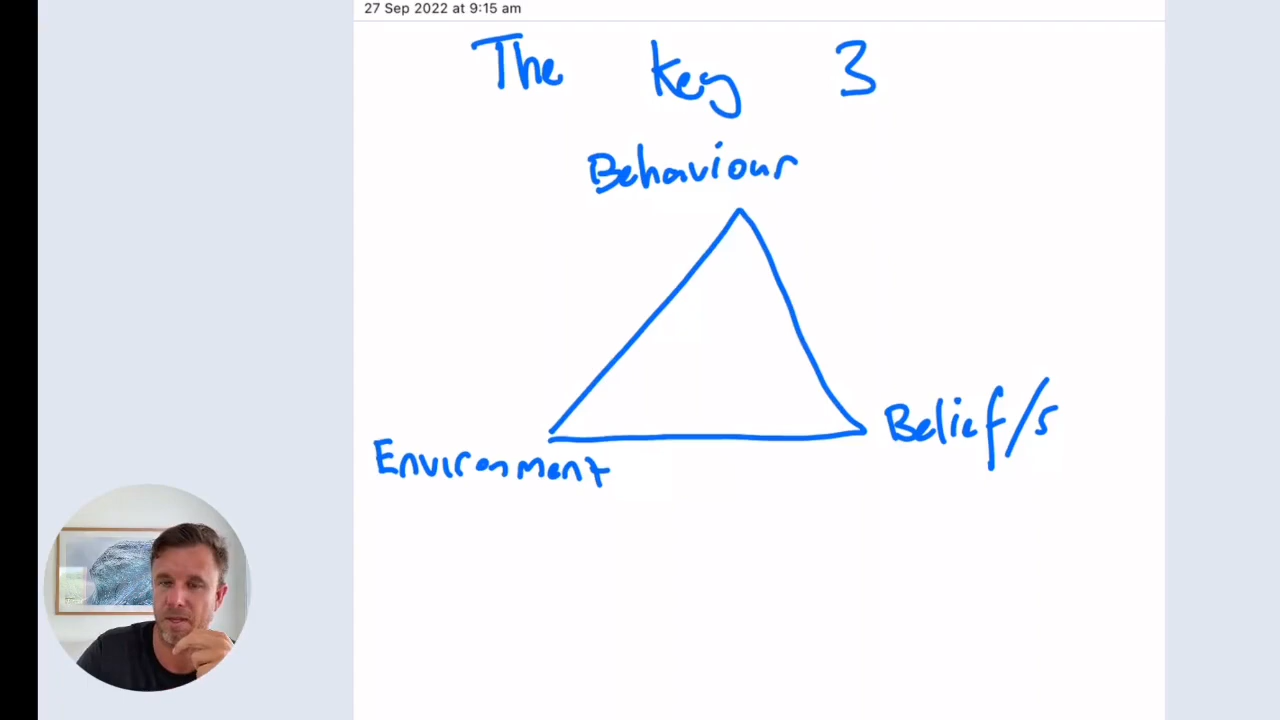 27 Sep 2022 at 9:15 am
The key 3
Behaviour
Belief/s
Environment